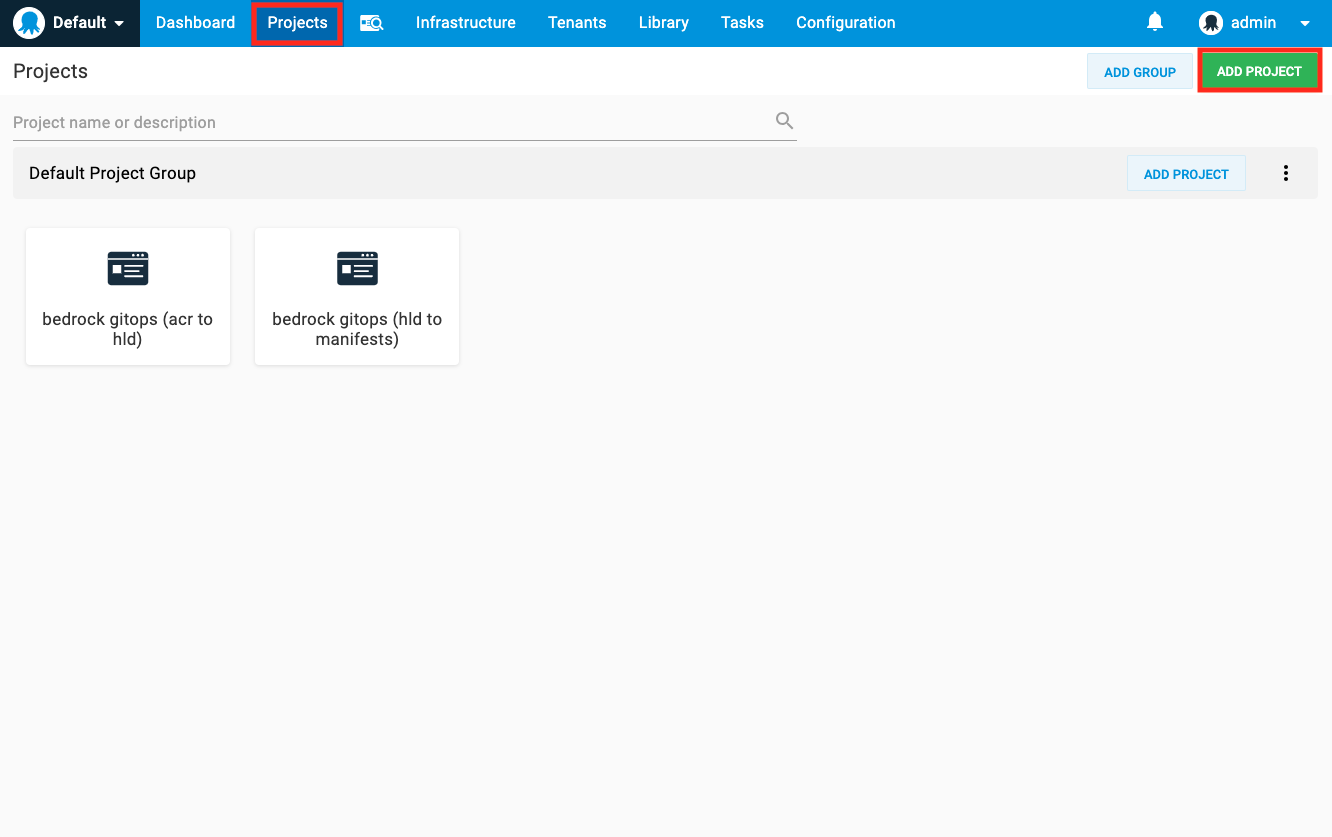 Default Dashboard Projects Infrastructure Tenants Library Tasks Configuration admin
Projects ADD GROUP ADD PROJECT
Project name or description
Default Project Group ADD PROJECT
bedrock gitops (acr to
hld)
bedrock gitops (hld to
manifests)